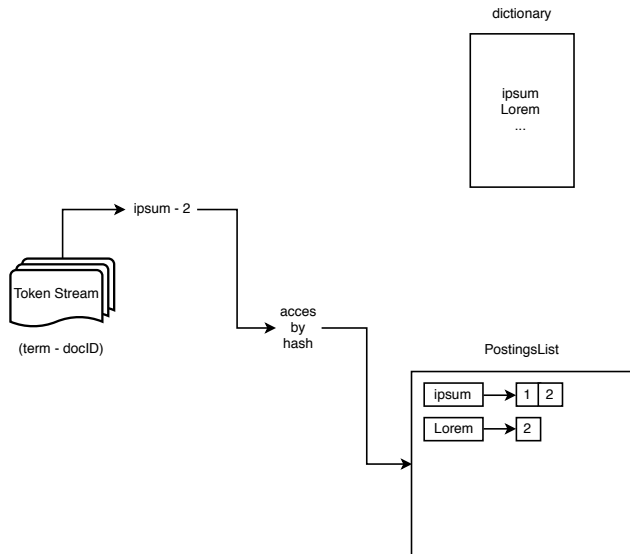 dictionary
ipsum
Lorem
...
ipsum - 2
Token Stream
(term - docID)
acces
by
hash
PostingsList
ipsum
1
2
Lorem
2